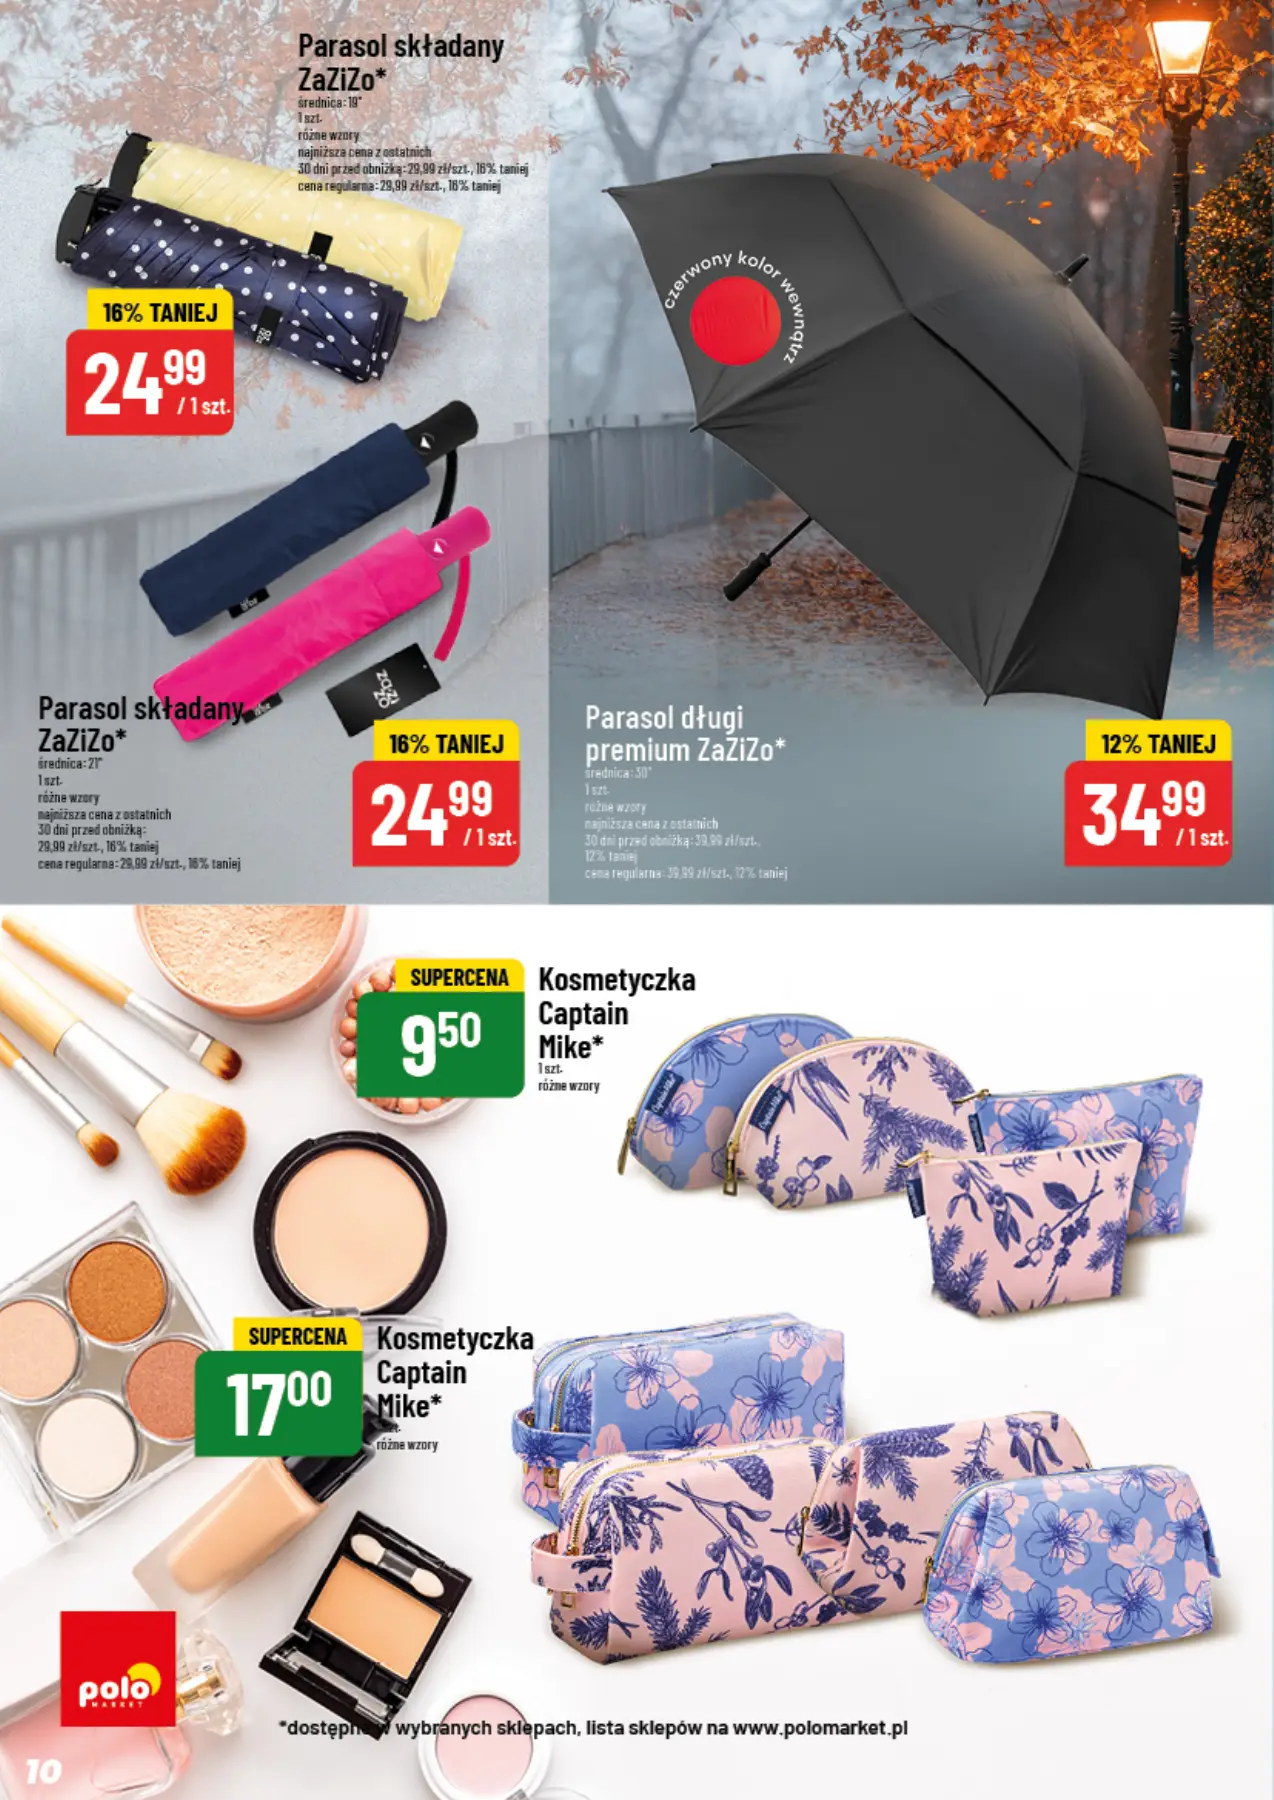 Parasol składany
ZaZiZo*
średnica: 19"
1 szt.
różne wzory
najniższa cena z ostatnich
30 dni przed obniżką: 29,99 zł/szt., 16% taniej
cena regularna: 29,99 zł/szt., 16% taniej
16% TANIEJ
24 99
/ 1 szt.
czerwony kolor wewnątrz
Parasol składany
ZaZiZo*
średnica: 21"
1 szt.
różne wzory
najniższa cena z ostatnich
30 dni przed obniżką:
29,99 zł/szt., 16% taniej
cena regularna: 29,99 zł/szt., 16% taniej
16% TANIEJ
24 99
/ 1 szt.
Parasol długi
premium ZaZiZo*
średnica: 30"
1 szt.
różne wzory
najniższa cena z ostatnich
30 dni przed obniżką: 39,99 zł/szt.,
12% taniej
cena regularna: 39,99 zł/szt., 12% taniej
12% TANIEJ
34 99
/ 1 szt.
SUPERCENA
9 50
Kosmetyczka
Captain
Mike*
1 szt.
różne wzory
SUPERCENA
17 00
Kosmetyczka
Captain
Mike*
różne wzory
polo
MARKET
*dostępne w wybranych sklepach, lista sklepów na www.polomarket.pl
10